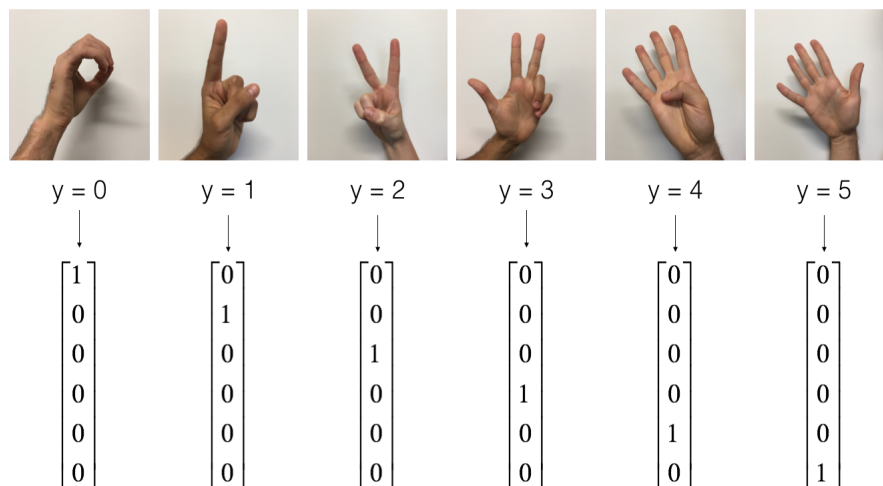 y = 0 y = 1 y = 2 y = 3 y = 4 y = 5
1 0 0 0 0 0
0 1 0 0 0 0
0 0 1 0 0 0
0 0 0 1 0 0
0 0 0 0 1 0
0 0 0 0 0 1